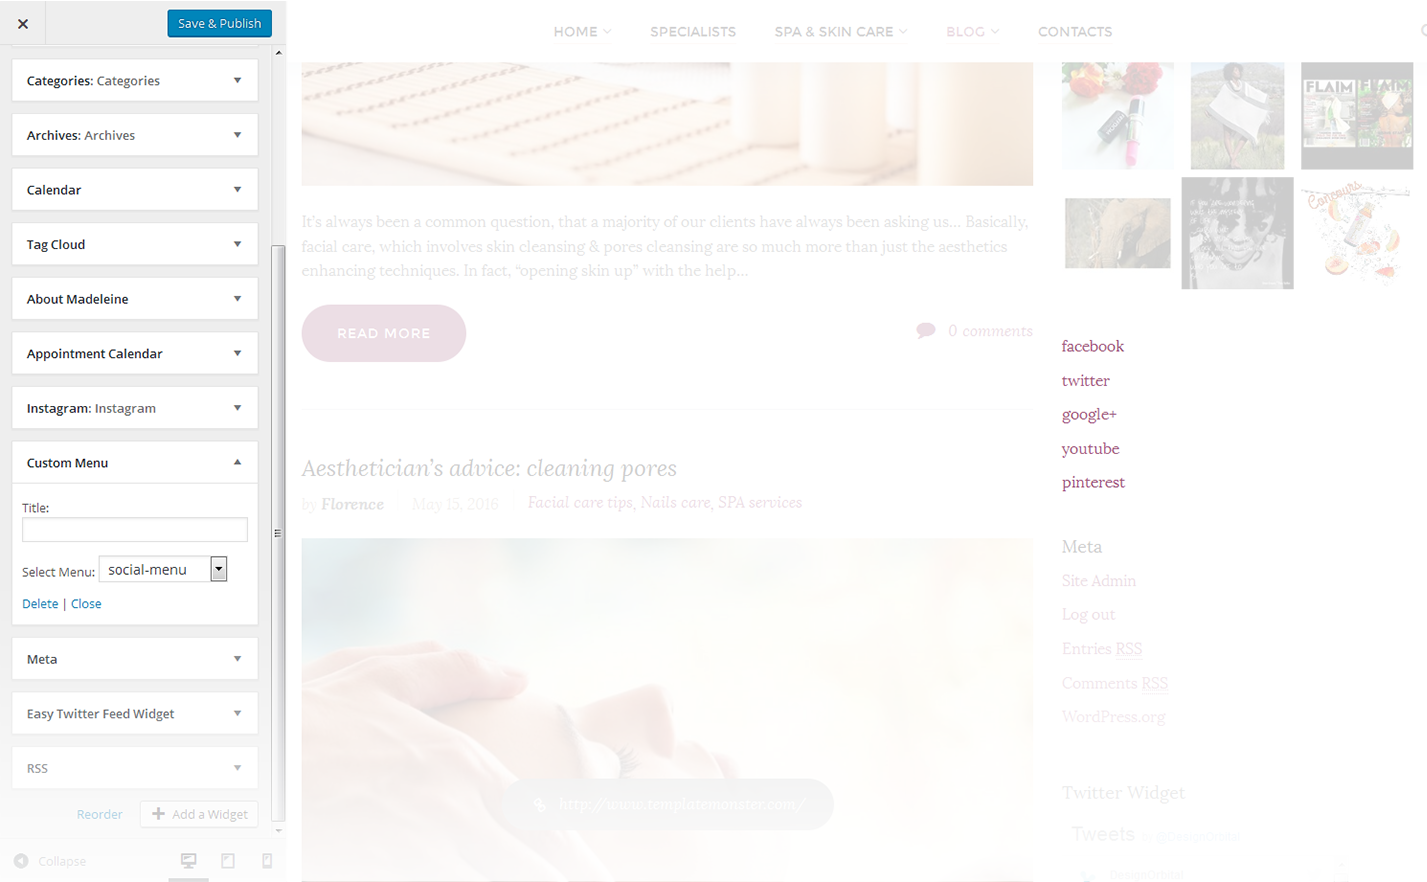 Save & Publish
Categories: Categories
Archives: Archives
Calendar
Tag Cloud
About Madeleine
Appointment Calendar
Instagram: Instagram
Custom Menu
Title:
Select Menu: social-menu
Delete | Close
Meta
Easy Twitter Feed Widget
RSS
Reorder
Add a Widget
Collapse
HOME
SPECIALISTS
SPA & SKIN CARE
BLOG
CONTACTS
It's always been a common question, that a majority of our clients have always been asking us... Basically,
facial care, which involves skin cleansing & pores cleansing are so much more than just the aesthetics
enhancing techniques. In fact, “opening skin up” with the help...
READ MORE
0 comments
Aesthetician’s advice: cleaning pores
by Florence
May 15, 2016
Facial care tips, Nails care, SPA services
http://www.templatemonster.com/
FLAIM
FLAIM
Concours
facebook
twitter
google+
youtube
pinterest
Meta
Site Admin
Log out
Entries RSS
Comments RSS
WordPress.org
Twitter Widget
Tweets by @DesignOrbital
DesignOrbital